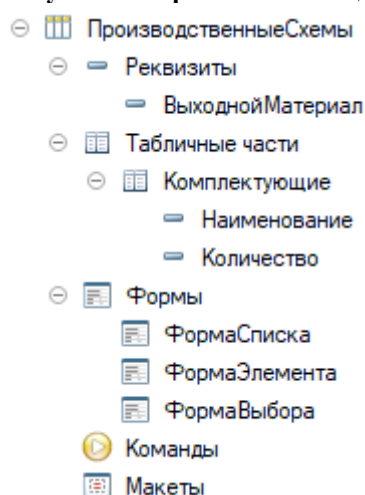 ПроизводственныеСхемы
Реквизиты
ВыходнойМатериал
Табличные части
Комплектующие
Наименование
Количество
Формы
ФормаСписка
ФормаЭлемента
ФормаВыбора
Команды
Макеты